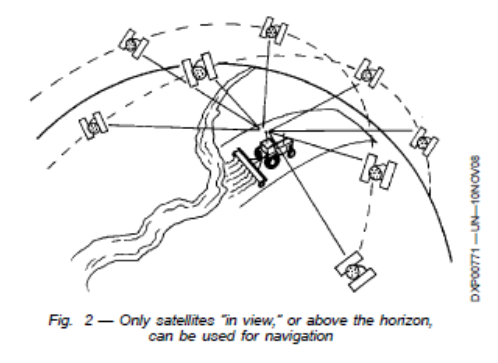 DXP00771 —UN—10NOV08
Fig. 2 — Only satellites "in view," or above the horizon,
can be used for navigation